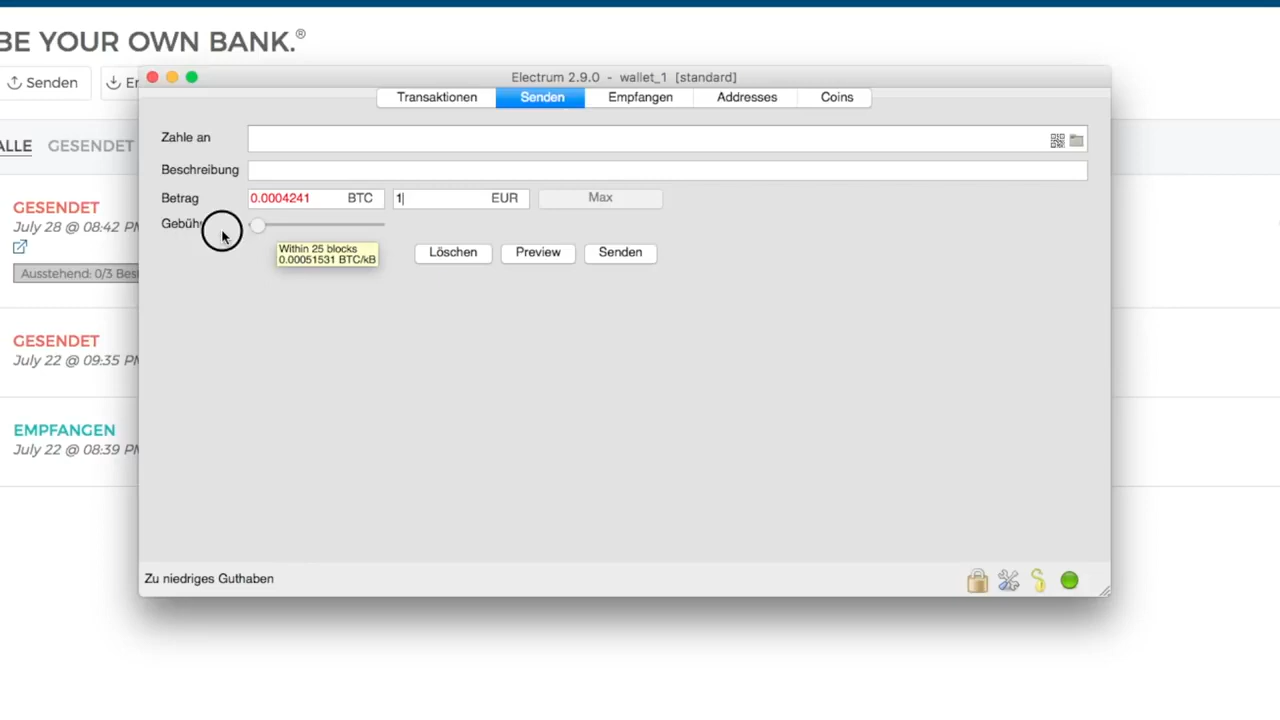 BE YOUR OWN BANK.®
Senden
ALLE GESENDET
GESENDET
July 28 @ 08:42 PM
Ausstehend: 0/3
GESENDET
July 22 @ 09:35 PM
EMPFANGEN
July 22 @ 08:39 PM
Electrum 2.9.0 - wallet_1 [standard]
Transaktionen Senden Empfangen Addresses Coins
Zahle an
Beschreibung
Betrag 0.0004241 BTC 1 EUR Max
Gebühr
Within 25 blocks
0.00051531 BTC/kB
Löschen Preview Senden
Zu niedriges Guthaben